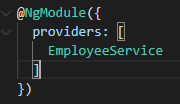 @NgModule({
providers: [
EmployeeService
]
})